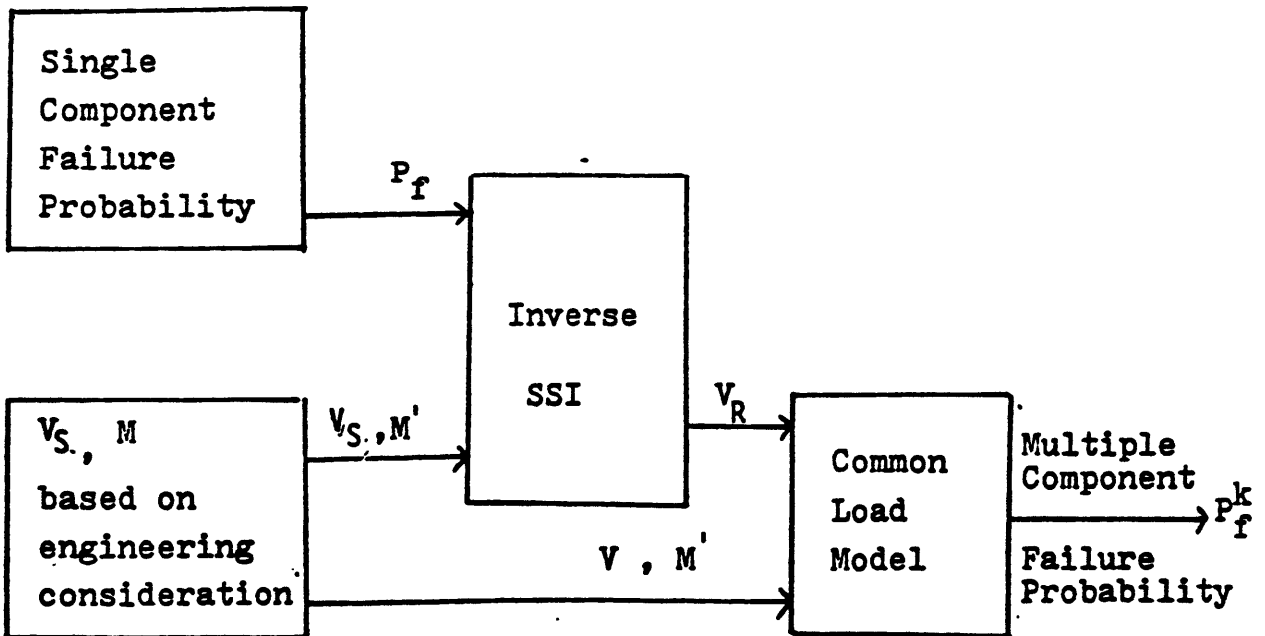 Single
Component
Failure
Probability
P_f
Inverse
SSI
V_S, M
based on
engineering
consideration
V_S, M'
V_R
V , M'
Common
Load
Model
Multiple
Component
Failure
Probability
P_f^k